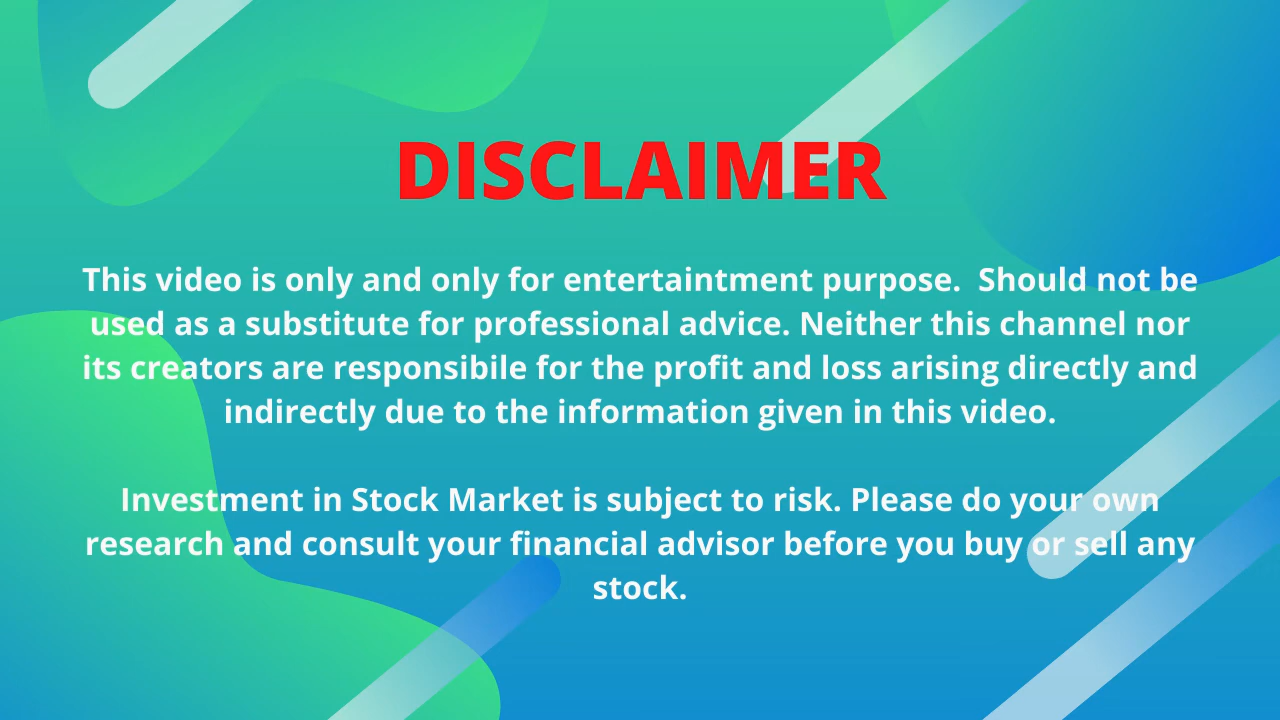 DISCLAIMER
This video is only and only for entertaintment purpose.  Should not be
used as a substitute for professional advice. Neither this channel nor
its creators are responsibile for the profit and loss arising directly and
indirectly due to the information given in this video.
Investment in Stock Market is subject to risk. Please do your own
research and consult your financial advisor before you buy or sell any
stock.